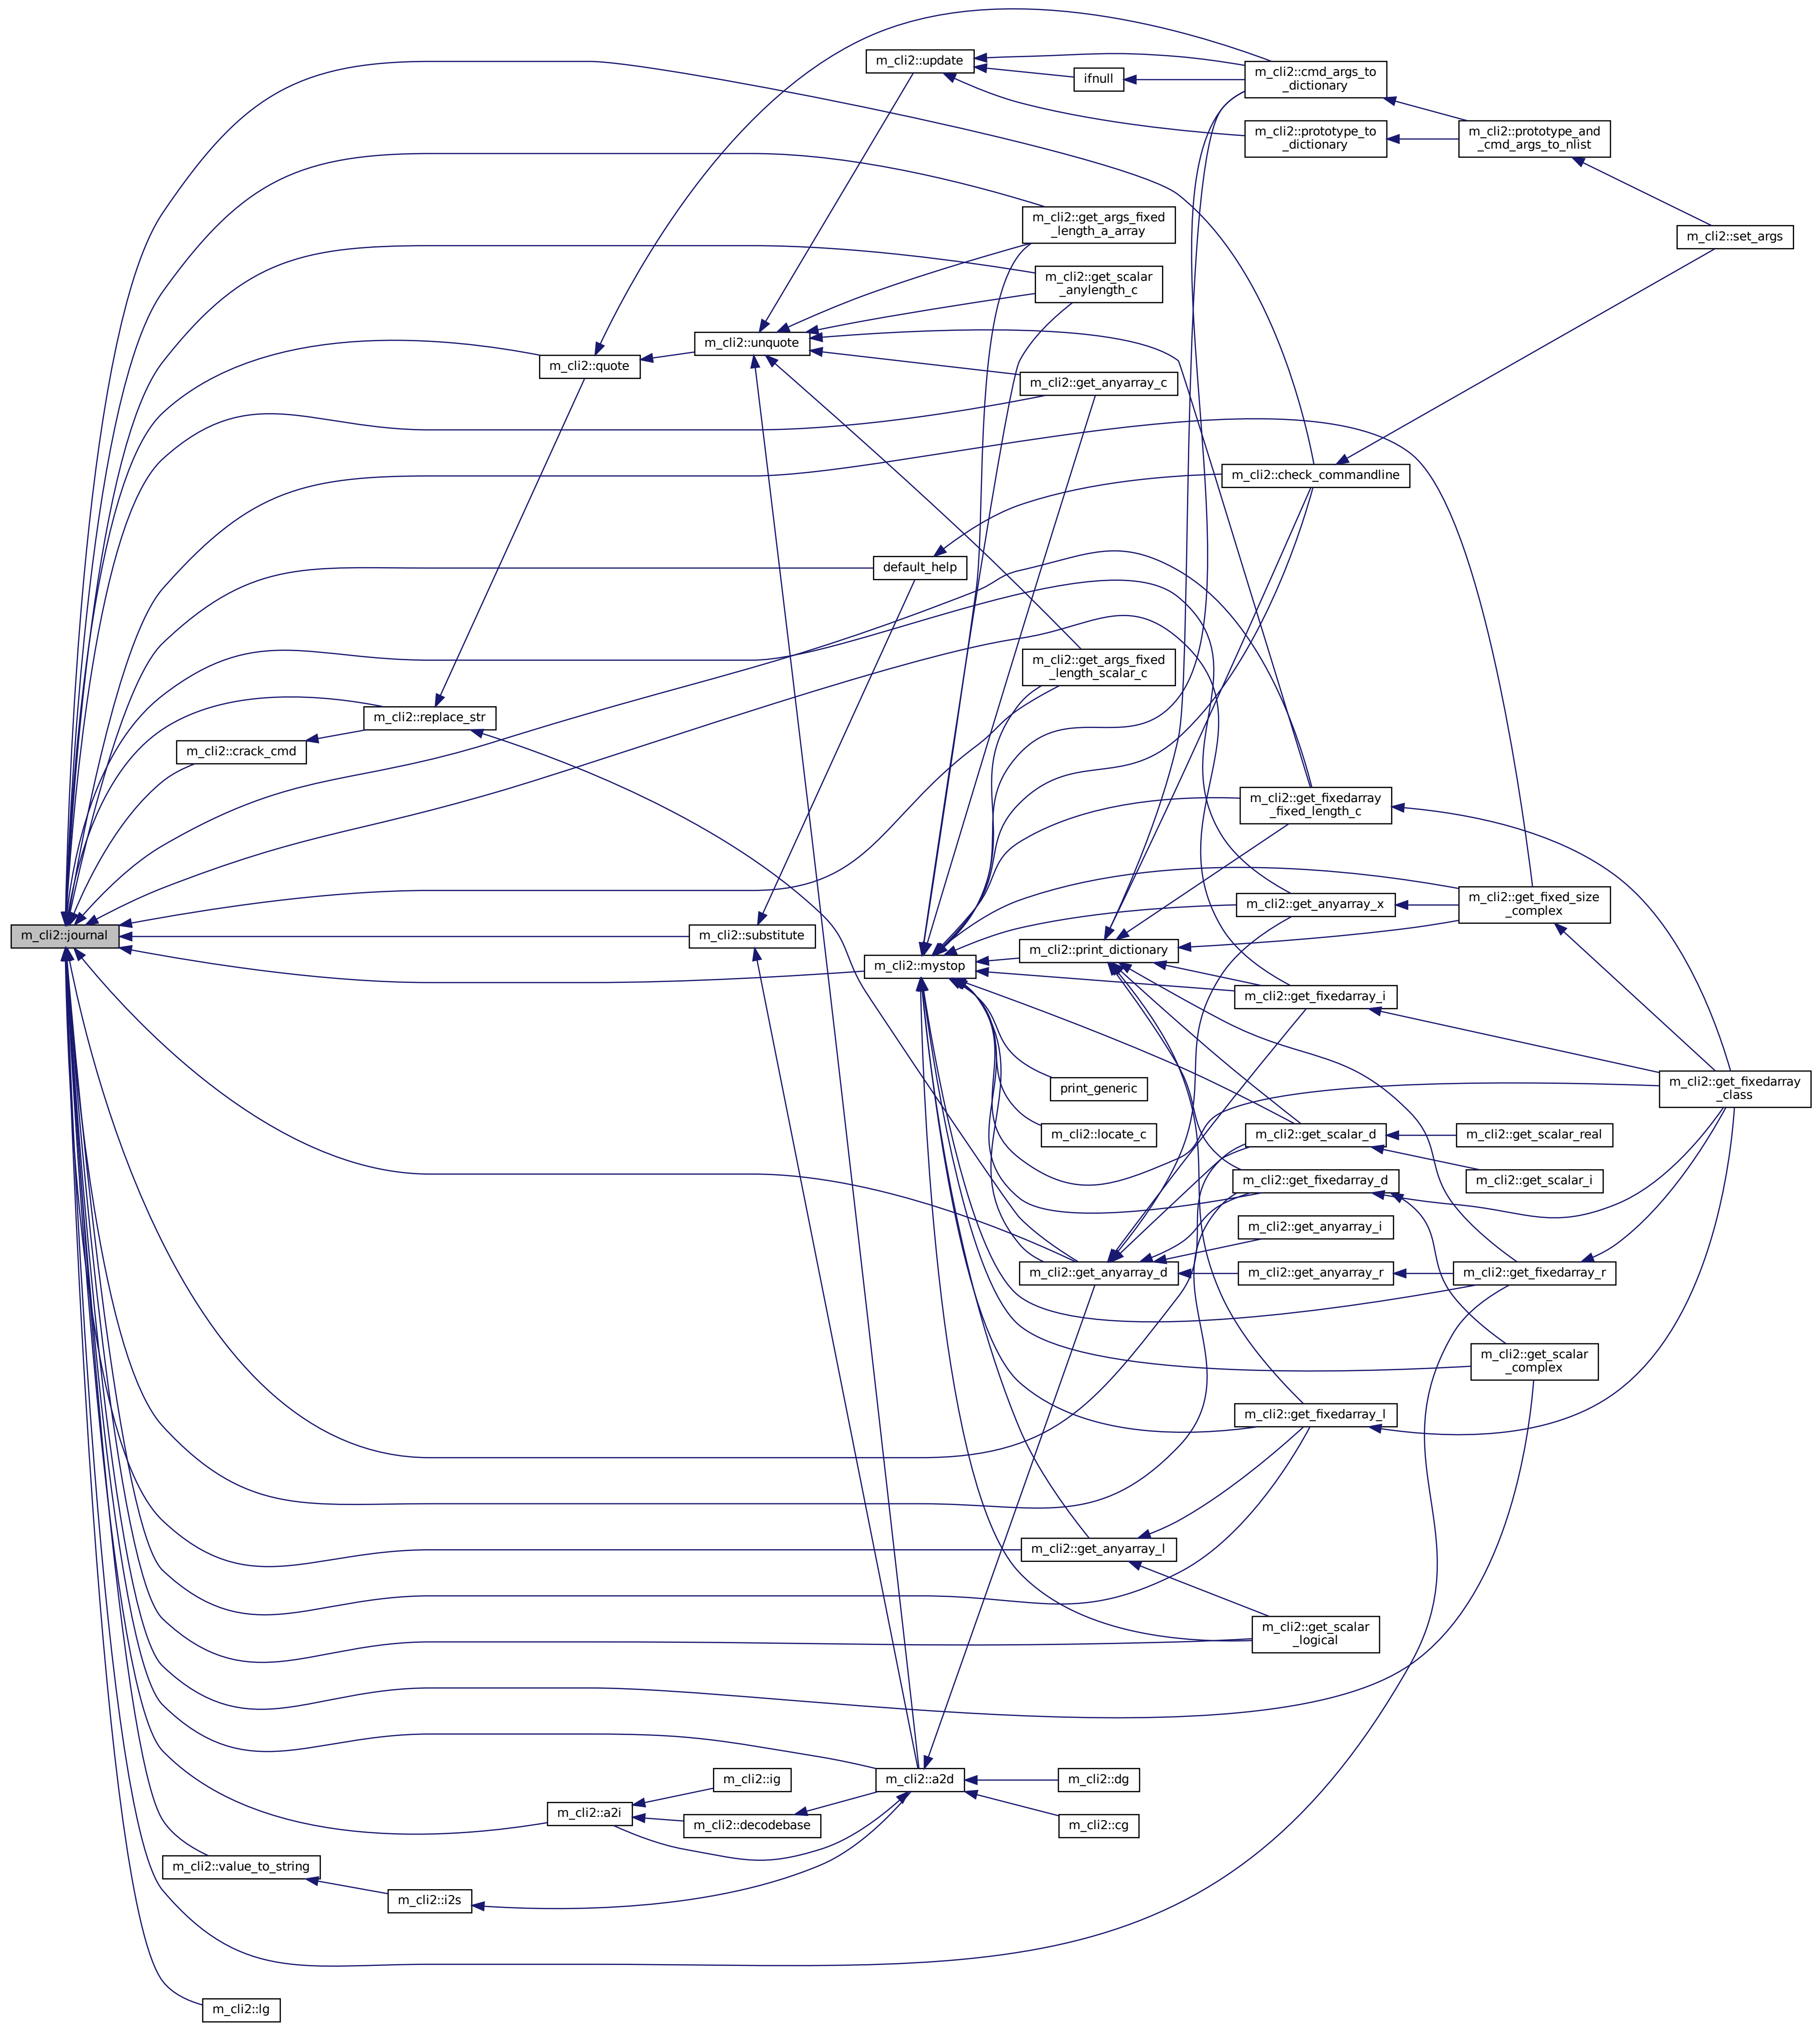 m_cli2::update
m_cli2::cmd_args_to
_dictionary
ifnull
m_cli2::prototype_to
_dictionary
m_cli2::prototype_and
_cmd_args_to_nlist
m_cli2::get_args_fixed
_length_a_array
m_cli2::set_args
m_cli2::get_scalar
_anylength_c
m_cli2::unquote
m_cli2::quote
m_cli2::get_anyarray_c
m_cli2::check_commandline
default_help
m_cli2::get_args_fixed
_length_scalar_c
m_cli2::replace_str
m_cli2::crack_cmd
m_cli2::get_fixedarray
_fixed_length_c
m_cli2::get_anyarray_x
m_cli2::get_fixed_size
_complex
m_cli2::journal
m_cli2::substitute
m_cli2::print_dictionary
m_cli2::mystop
m_cli2::get_fixedarray_i
print_generic
m_cli2::get_fixedarray
_class
m_cli2::locate_c
m_cli2::get_scalar_d
m_cli2::get_scalar_real
m_cli2::get_fixedarray_d
m_cli2::get_scalar_i
m_cli2::get_anyarray_i
m_cli2::get_anyarray_d
m_cli2::get_anyarray_r
m_cli2::get_fixedarray_r
m_cli2::get_scalar
_complex
m_cli2::get_fixedarray_l
m_cli2::get_anyarray_l
m_cli2::get_scalar
_logical
m_cli2::ig
m_cli2::a2d
m_cli2::dg
m_cli2::a2i
m_cli2::decodebase
m_cli2::cg
m_cli2::value_to_string
m_cli2::i2s
m_cli2::lg